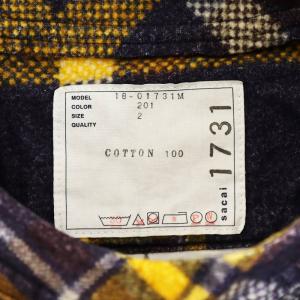 MODEL 18-01731M
COLOR 201
SIZE 2
QUALITY
COTTON 100
sacai 1731